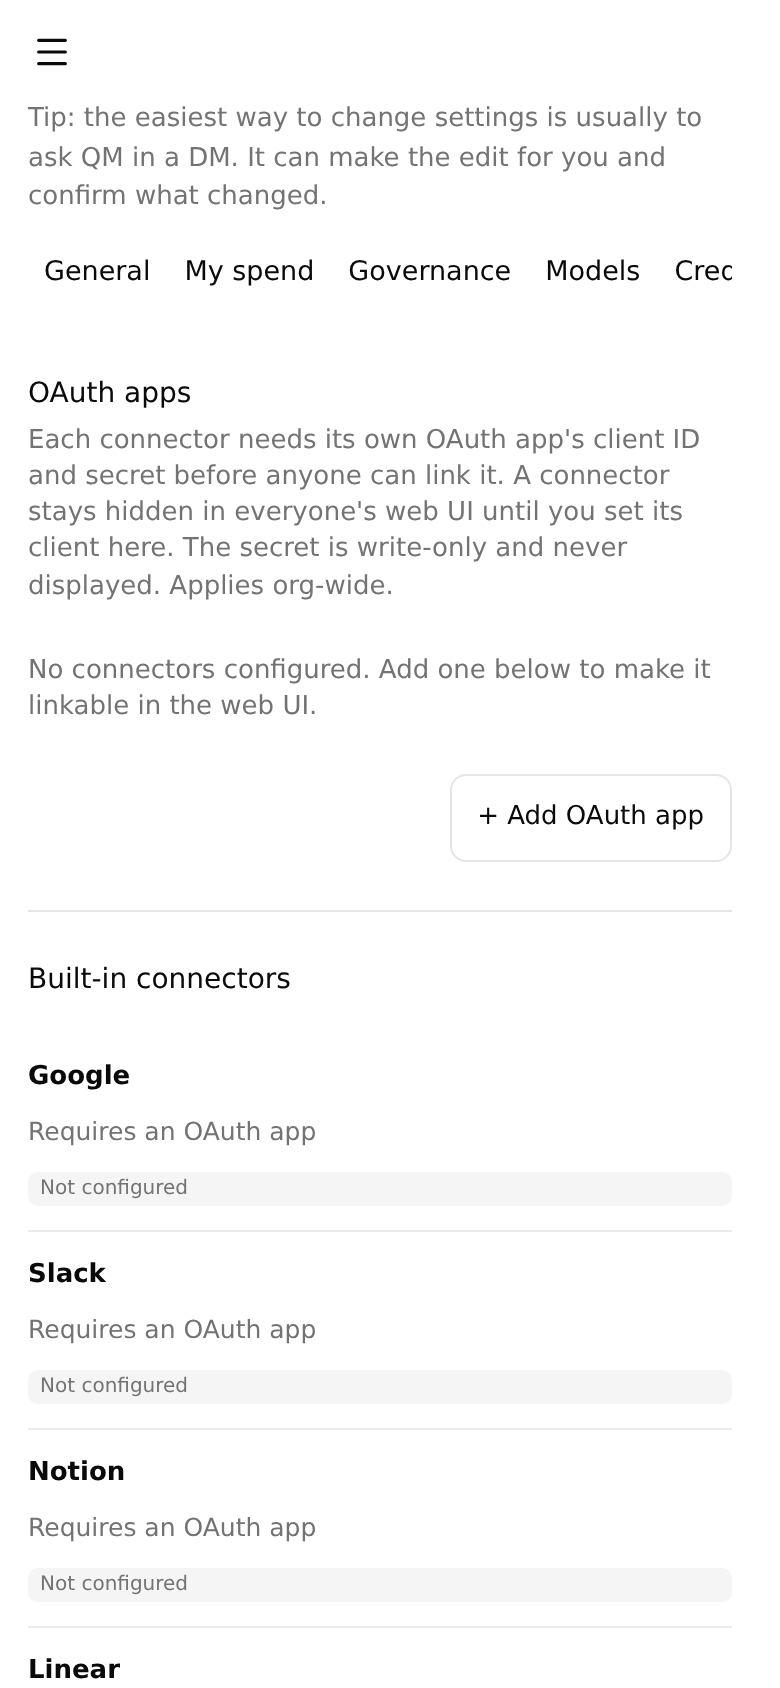 Tip: the easiest way to change settings is usually to
ask QM in a DM. It can make the edit for you and
confirm what changed.
General My spend Governance Models Cred
OAuth apps
Each connector needs its own OAuth app's client ID
and secret before anyone can link it. A connector
stays hidden in everyone's web UI until you set its
client here. The secret is write-only and never
displayed. Applies org-wide.
No connectors configured. Add one below to make it
linkable in the web UI.
+ Add OAuth app
Built-in connectors
Google
Requires an OAuth app
Not configured
Slack
Requires an OAuth app
Not configured
Notion
Requires an OAuth app
Not configured
Linear